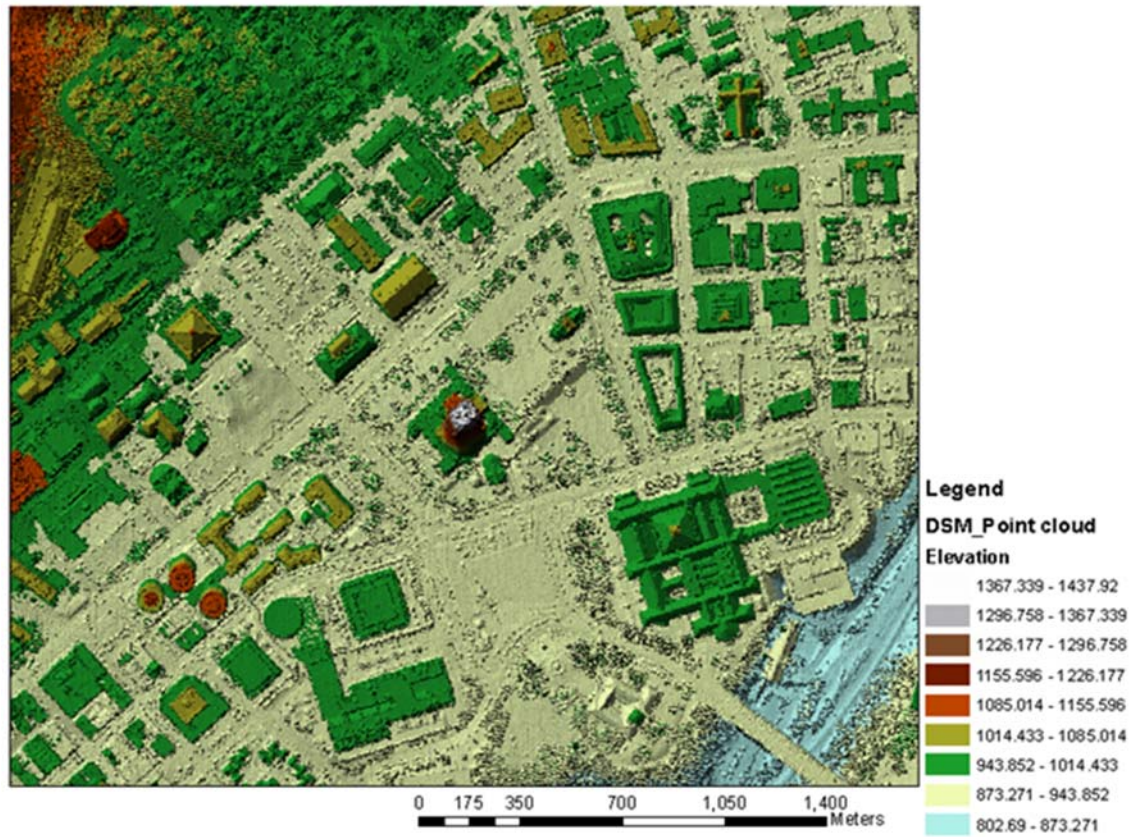 Legend
DSM_Point cloud
Elevation
1367.339 - 1437.92
1296.758 - 1367.339
1226.177 - 1296.758
1155.596 - 1226.177
1085.014 - 1155.596
1014.433 - 1085.014
943.852 - 1014.433
873.271 - 943.852
802.69 - 873.271
0 175 350 700 1,050 1,400
Meters